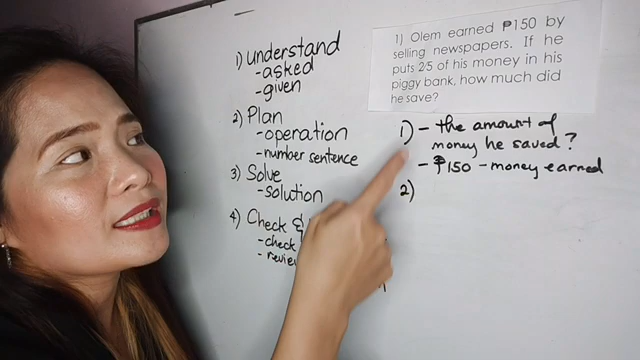 1) understand
-asked
-given
2) Plan
-operation
-number sentence
3) Solve
-solution
4) Check &
-check
1) Olem earned ₱150 by
selling newspapers. If he
puts 2⁄5 of his money in his
piggy bank, how much did
he save?
1) - the amount of
money he saved?
- ₱150 - money earned
2)